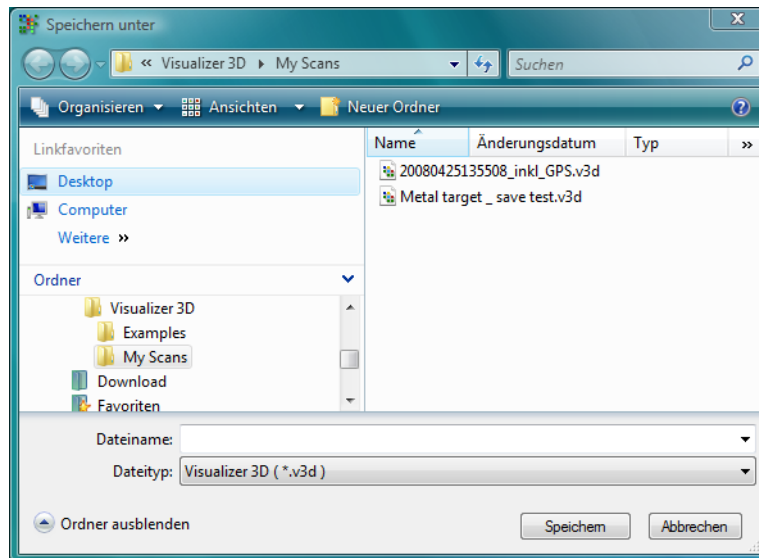 Speichern unter
« Visualizer 3D ▸ My Scans
Suchen
Organisieren Ansichten Neuer Ordner
Linkfavoriten
Desktop
Computer
Weitere »
Ordner
Visualizer 3D
Examples
My Scans
Download
Favoriten
Name Änderungsdatum Typ »
20080425135508_inkl_GPS.v3d
Metal target _ save test.v3d
Dateiname:
Dateityp: Visualizer 3D ( *.v3d )
Ordner ausblenden
Speichern Abbrechen